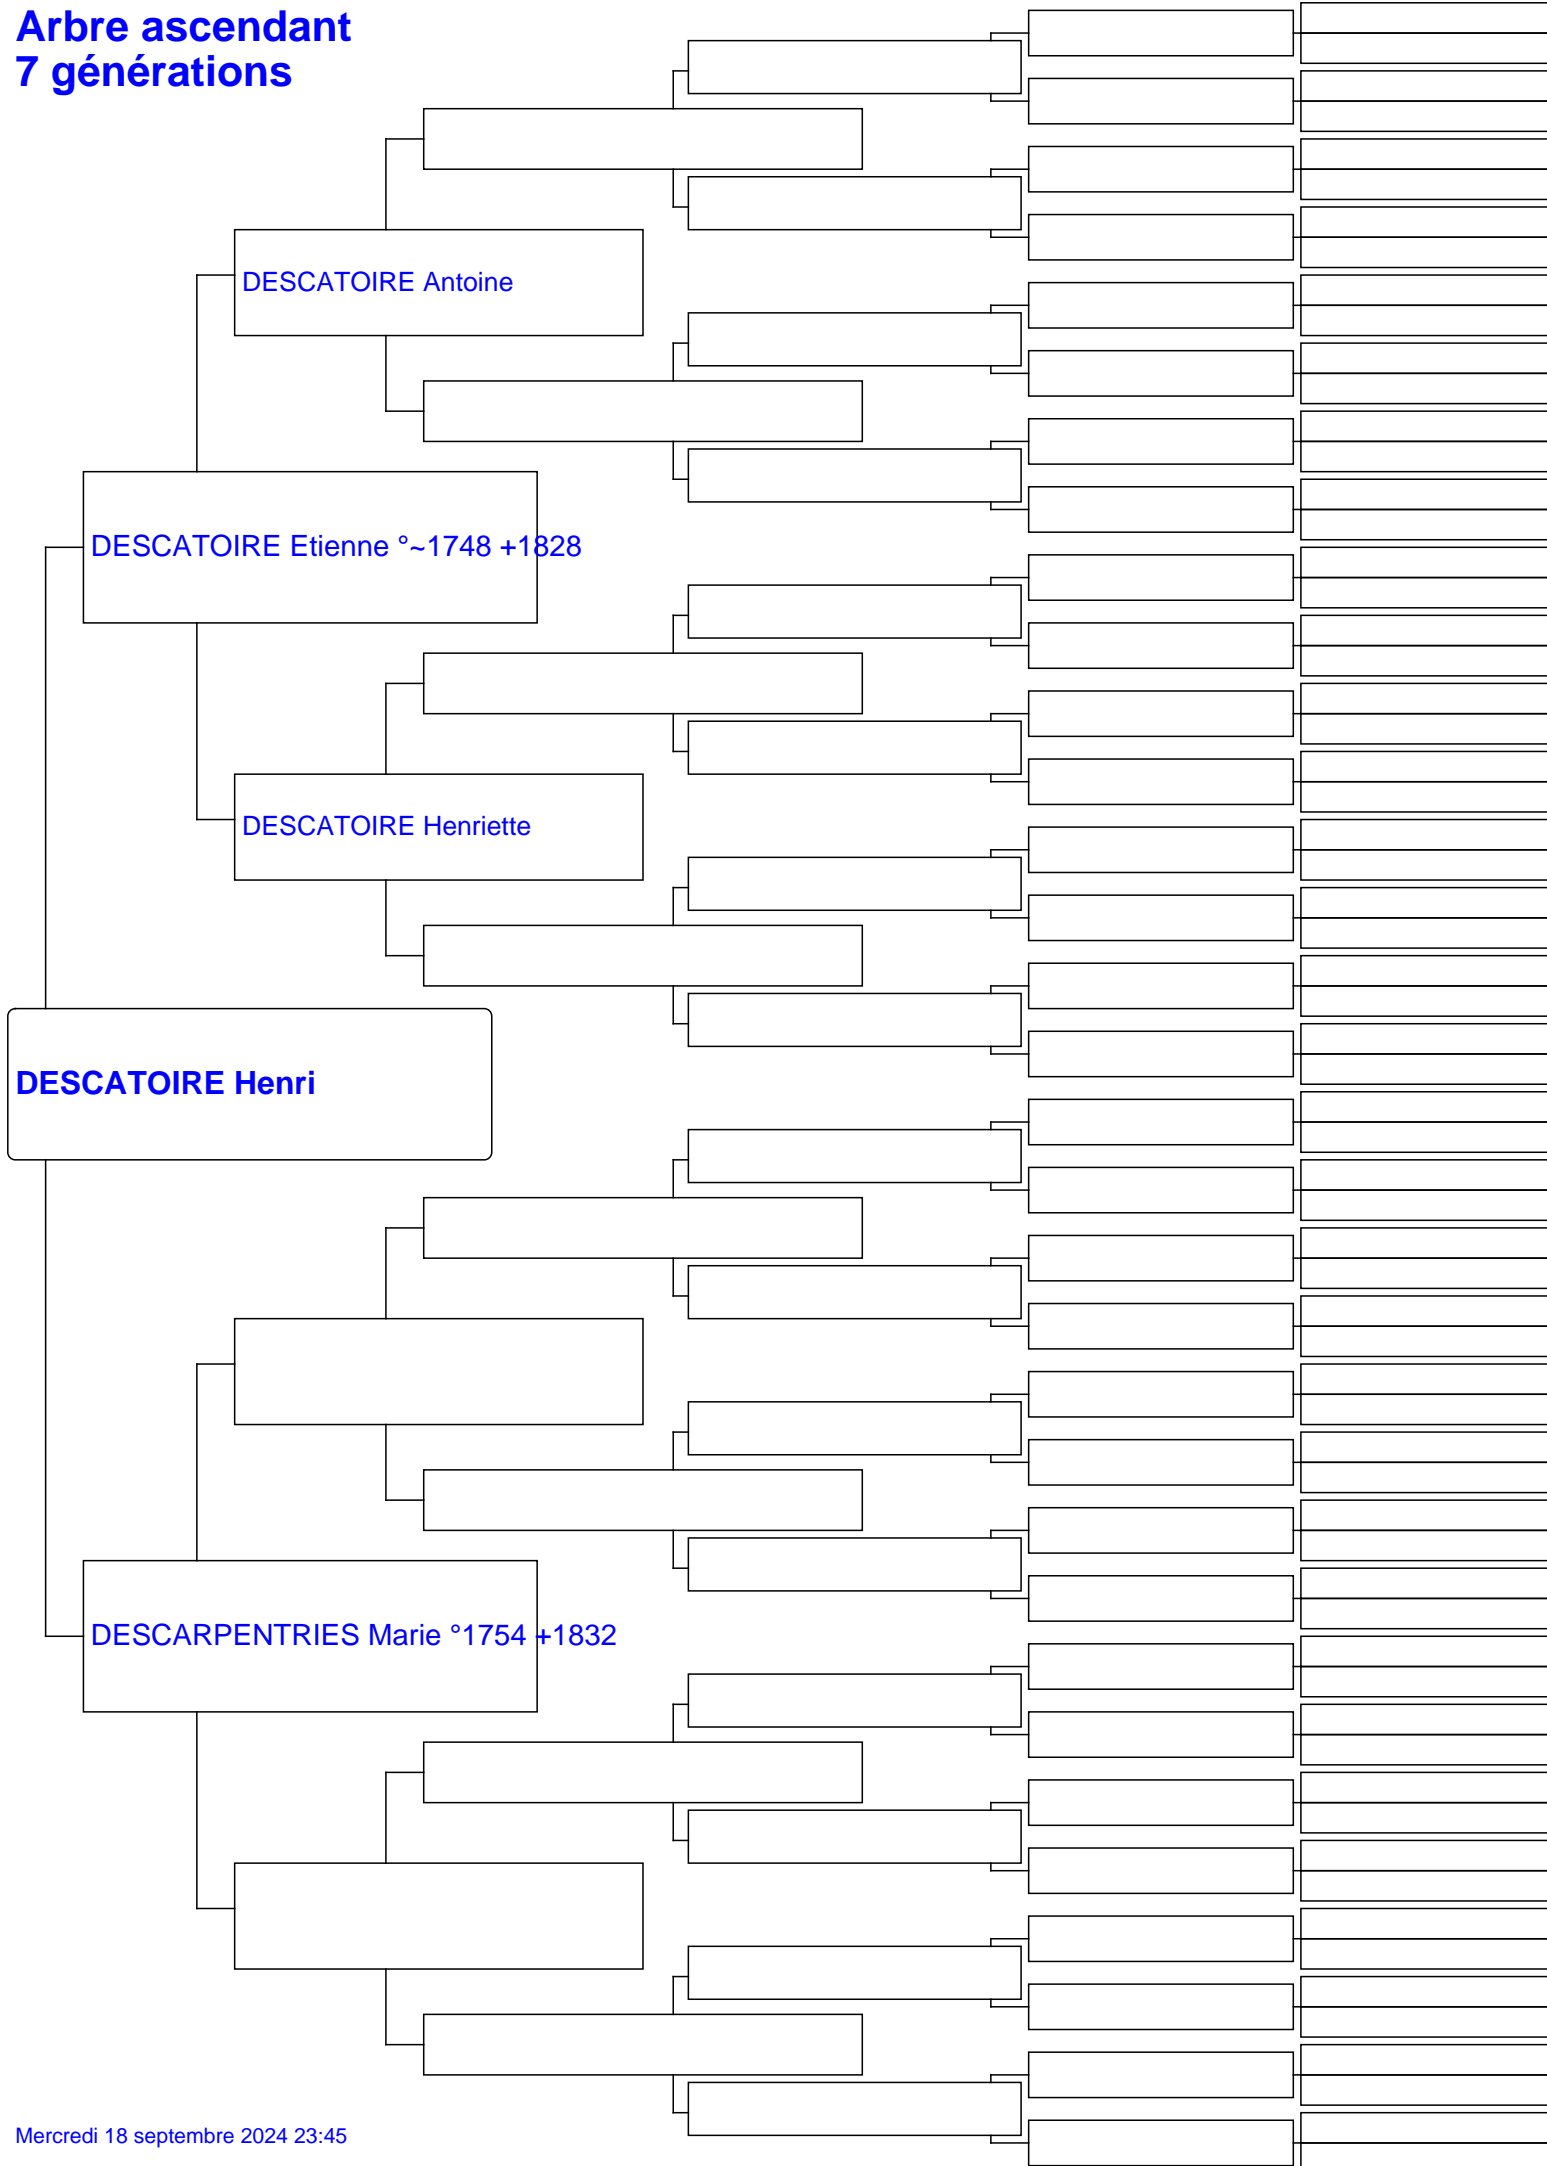 Arbre ascendant
7 générations
DESCATOIRE Antoine
DESCATOIRE Etienne °~1748 +1828
DESCATOIRE Henriette
DESCATOIRE Henri
DESCARPENTRIES Marie °1754 +1832
Mercredi 18 septembre 2024 23:45